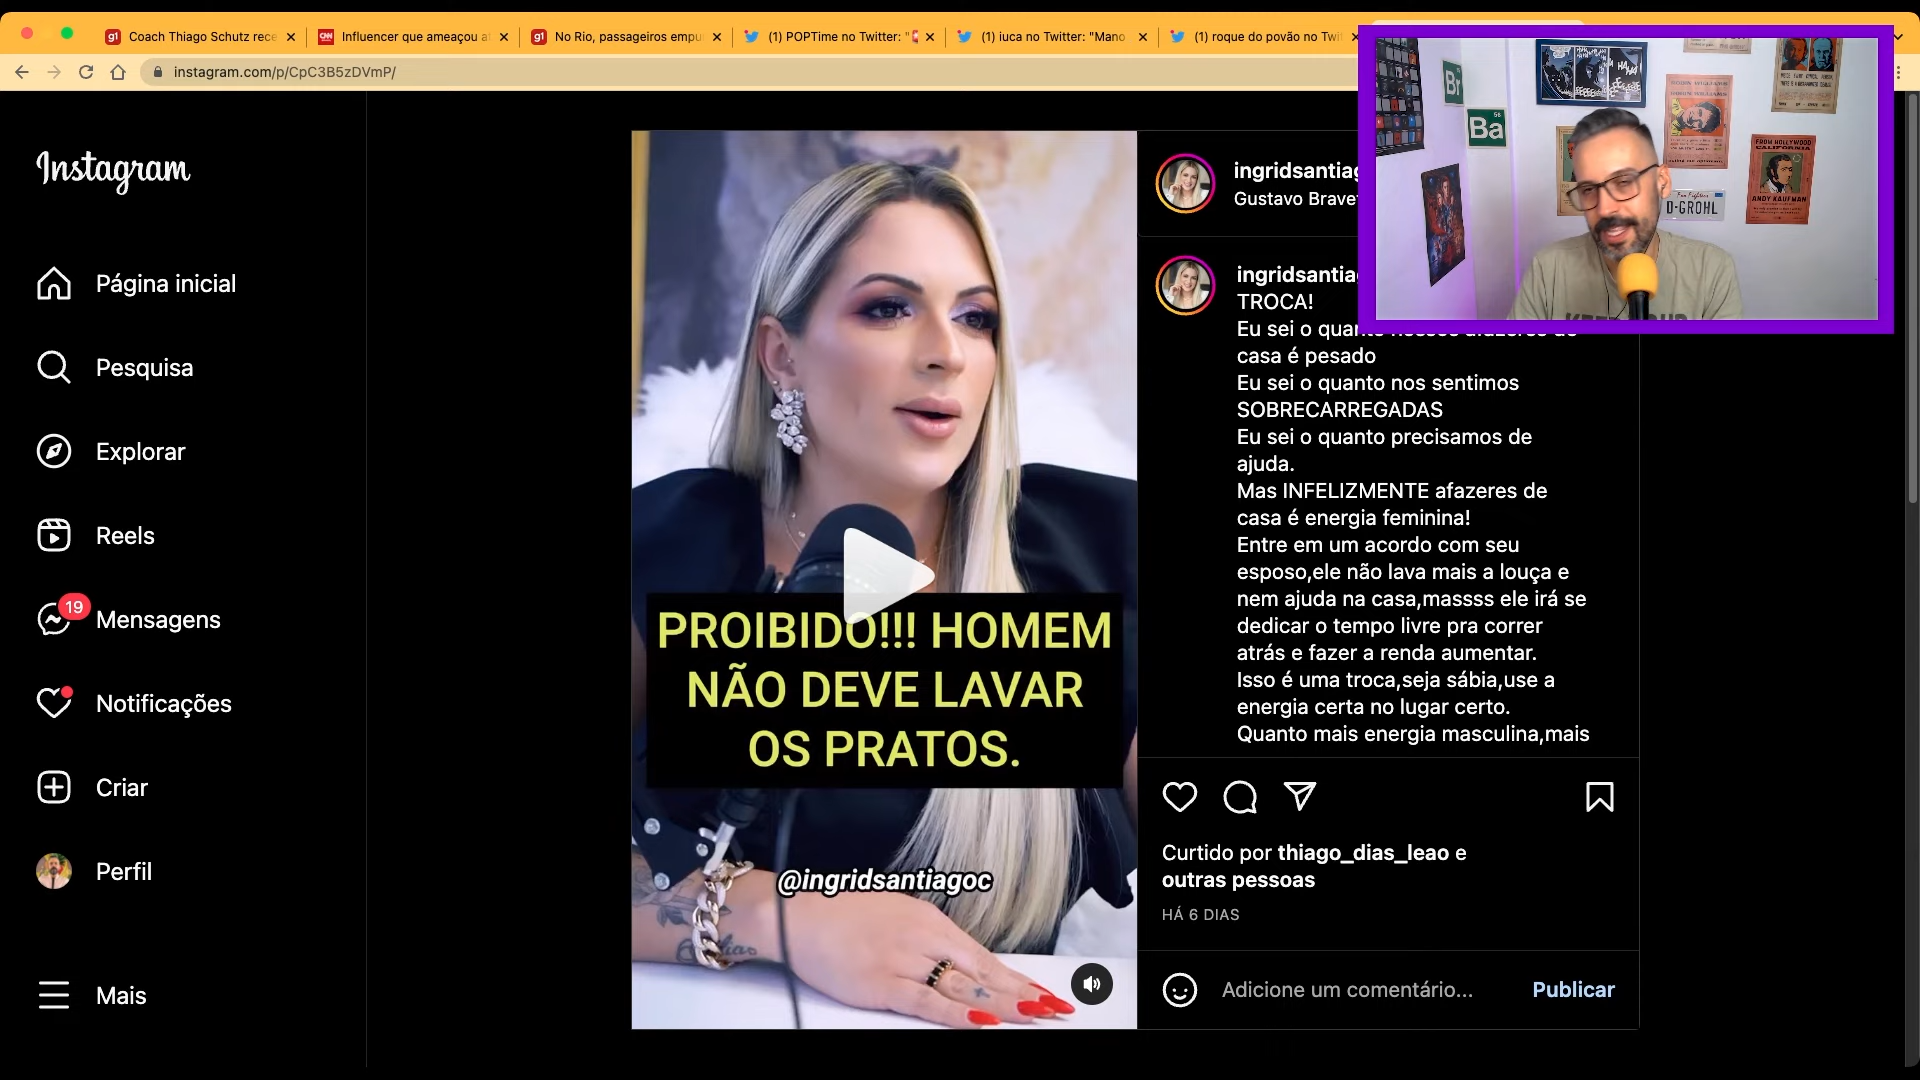 Coach Thiago Schutz rece
Influencer que ameaçou a
No Rio, passageiros empu
(1) POPTime no Twitter: "
(1) iuca no Twitter: "Mano
(1) roque do povão no Twi
instagram.com/p/CpC3B5zDVmP/
Instagram
Página inicial
Pesquisa
Explorar
Reels
19
Mensagens
Notificações
Criar
Perfil
Mais
PROIBIDO!!! HOMEM
NÃO DEVE LAVAR
OS PRATOS.
@ingridsantiagoc
ingridsantiag
Gustavo Brave
ingridsantia
TROCA!
Eu sei o quant
casa é pesado
Eu sei o quanto nos sentimos
SOBRECARREGADAS
Eu sei o quanto precisamos de
ajuda.
Mas INFELIZMENTE afazeres de
casa é energia feminina!
Entre em um acordo com seu
esposo,ele não lava mais a louça e
nem ajuda na casa,massss ele irá se
dedicar o tempo livre pra correr
atrás e fazer a renda aumentar.
Isso é uma troca,seja sábia,use a
energia certa no lugar certo.
Quanto mais energia masculina,mais
Curtido por thiago_dias_leao e
outras pessoas
HÁ 6 DIAS
Adicione um comentário...
Publicar
Br
Ba
56
HA HA!
D-GROHL
FROM HOLLYWOOD
CALIFORNIA
ANDY KAUFMAN